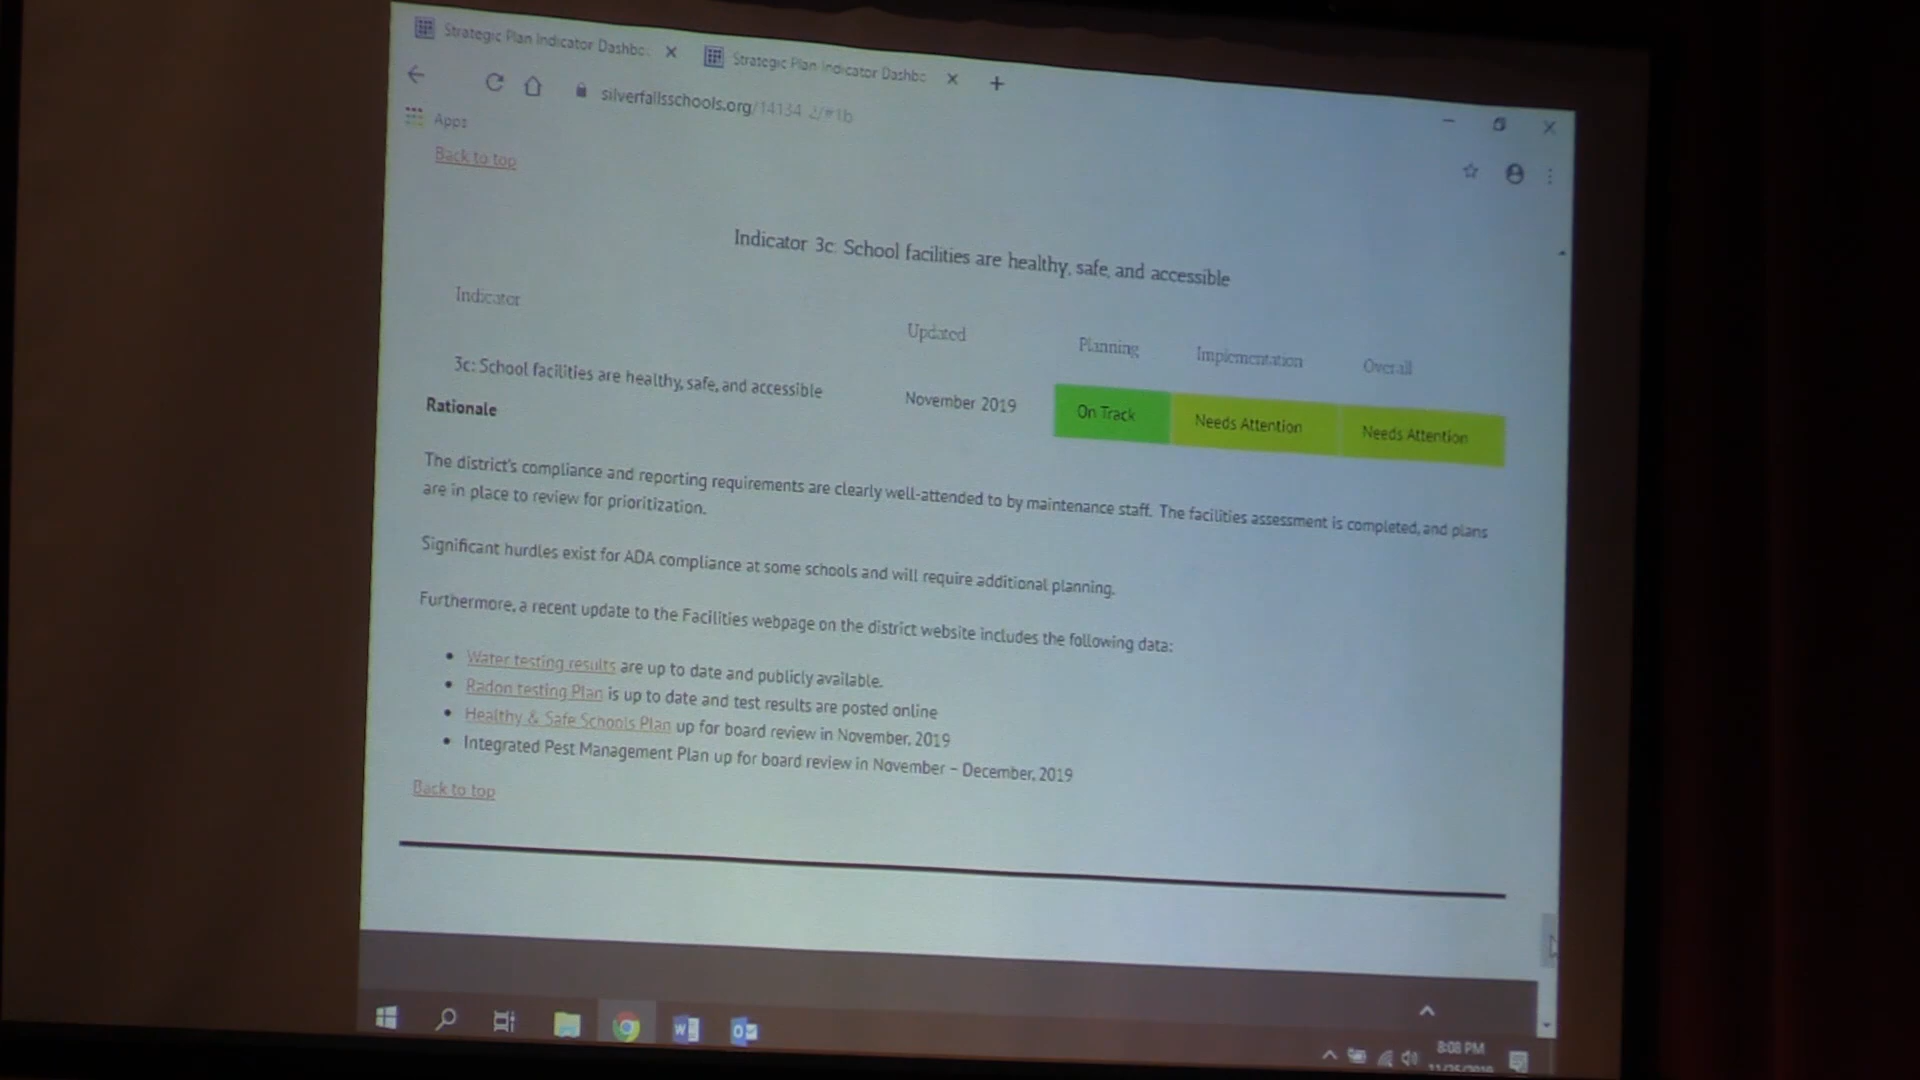 Strategic Plan Indicator Dashbo
Strategic Plan Indicator Dashbo
silverfallsschools.org/14134-2/#1b
Apps
Back to top
Indicator 3c: School facilities are healthy, safe, and accessible
Indicator Updated Planning Implementation Overall
3c: School facilities are healthy, safe, and accessible November 2019 On Track Needs Attention Needs Attention
Rationale
The district's compliance and reporting requirements are clearly well-attended to by maintenance staff. The facilities assessment is completed, and plans
are in place to review for prioritization.
Significant hurdles exist for ADA compliance at some schools and will require additional planning.
Furthermore, a recent update to the Facilities webpage on the district website includes the following data:
• Water testing results are up to date and publicly available.
• Radon testing Plan is up to date and test results are posted online
• Healthy & Safe Schools Plan up for board review in November, 2019
• Integrated Pest Management Plan up for board review in November – December, 2019
Back to top
8:08 PM
11/25/2019